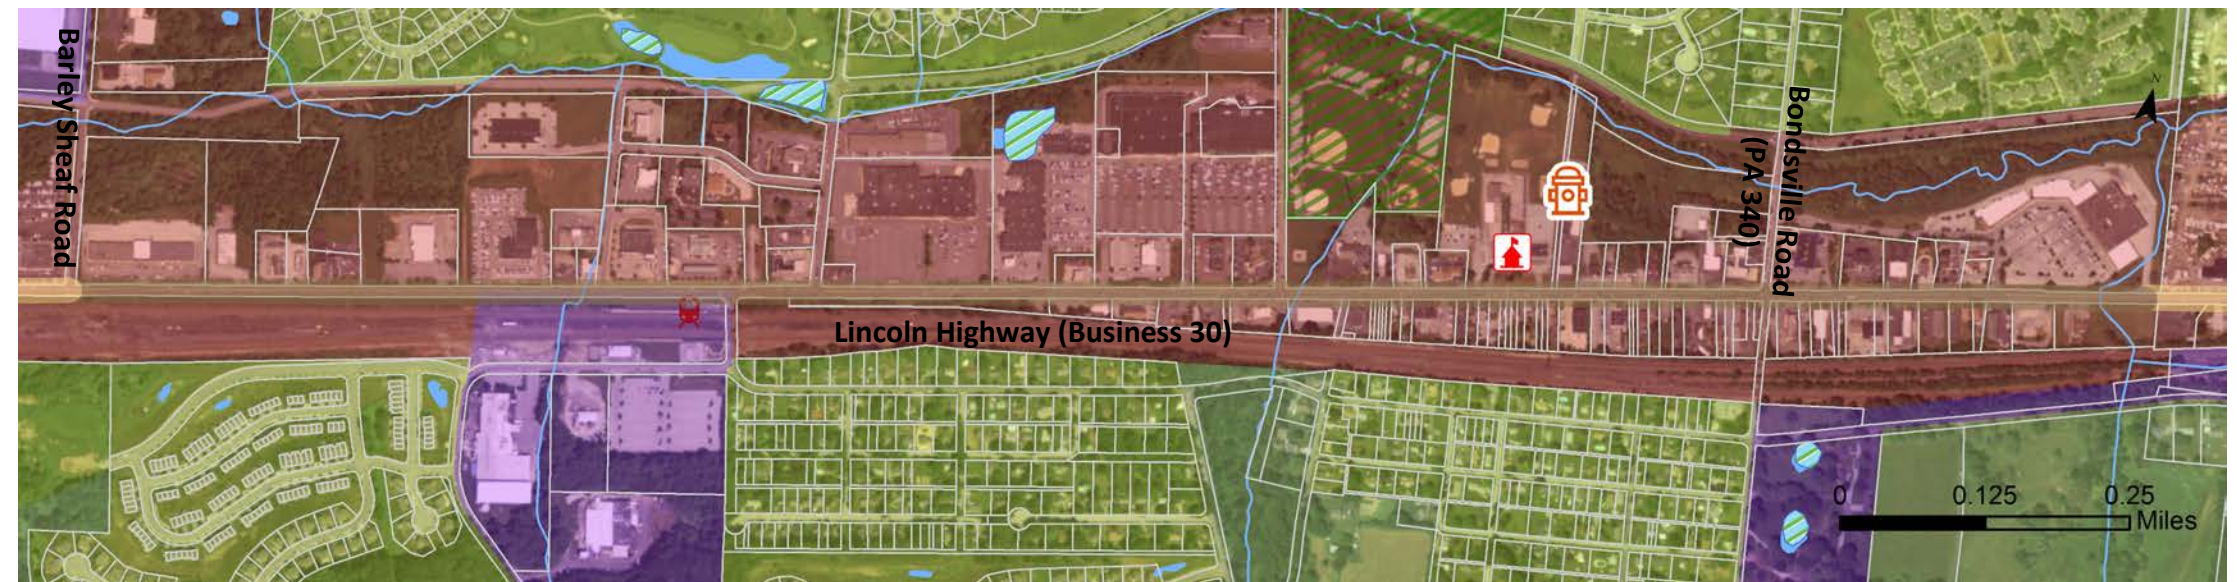 Barley Sheaf Road
Bondsville Road
(PA 340)
N
Lincoln Highway (Business 30)
0 0.125 0.25
Miles